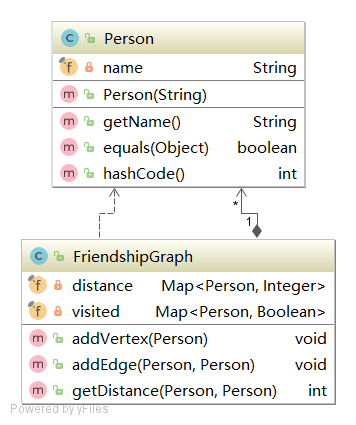 Person
name String
Person(String)
getName() String
equals(Object) boolean
hashCode() int
*
1
FriendshipGraph
distance Map<Person, Integer>
visited Map<Person, Boolean>
addVertex(Person) void
addEdge(Person, Person) void
getDistance(Person, Person) int
Powered by yFiles